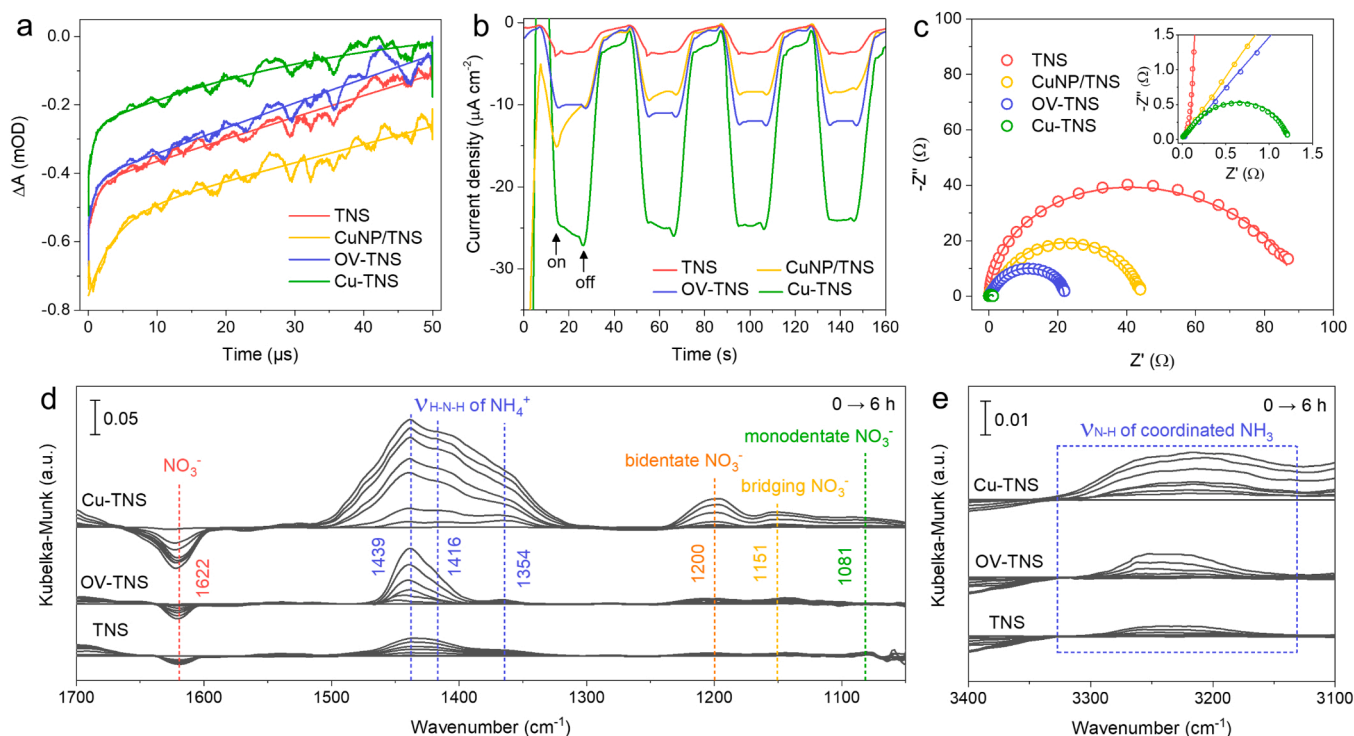 a
0.0
-0.2
-0.4
-0.6
-0.8
ΔA (mOD)
TNS
CuNP/TNS
OV-TNS
Cu-TNS
0 10 20 30 40 50
Time (µs)
b
0
-10
-20
-30
Current density (µA cm⁻²)
on
off
TNS
CuNP/TNS
OV-TNS
Cu-TNS
0 20 40 60 80 100 120 140 160
Time (s)
c
100
80
60
40
20
0
-Z'' (Ω)
TNS
CuNP/TNS
OV-TNS
Cu-TNS
1.5
1.0
0.5
0.0
-Z'' (Ω)
0.0 0.5 1.0 1.5
Z' (Ω)
0 20 40 60 80 100
Z' (Ω)
d
0.05
νH-N-H of NH₄⁺
0 → 6 h
NO₃⁻
bidentate NO₃⁻
monodentate NO₃⁻
bridging NO₃⁻
Cu-TNS
1622
1439
1416
1354
1200
1151
1081
OV-TNS
TNS
Kubelka-Munk (a.u.)
1700 1600 1500 1400 1300 1200 1100
Wavenumber (cm⁻¹)
e
0.01
0 → 6 h
νN-H of coordinated NH₃
Cu-TNS
OV-TNS
TNS
Kubelka-Munk (a.u.)
3400 3300 3200 3100
Wavenumber (cm⁻¹)